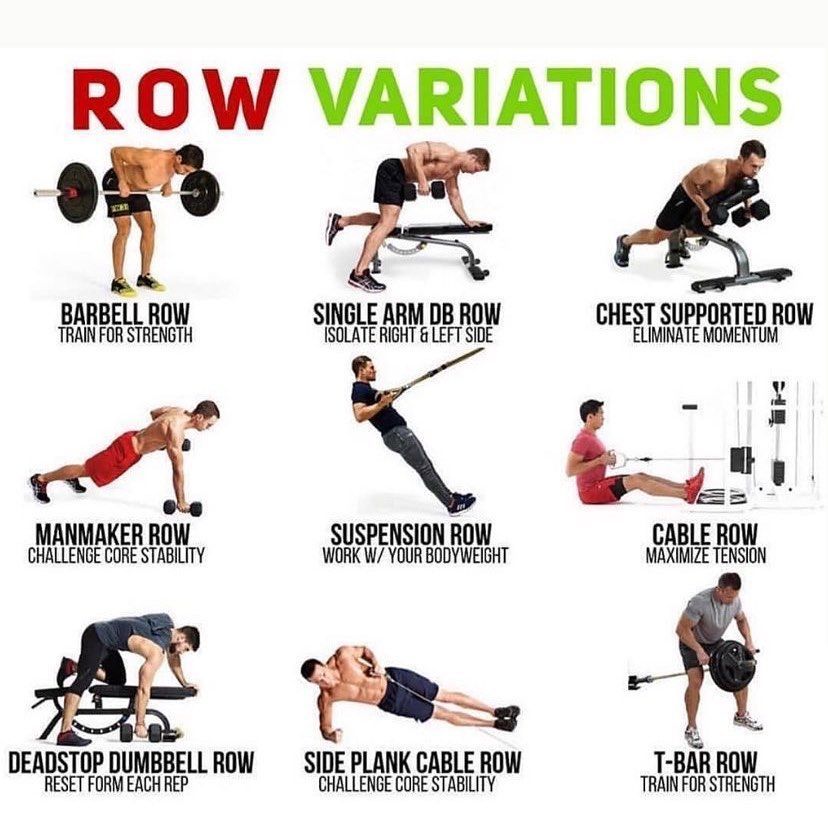 ROW VARIATIONS
BARBELL ROW
TRAIN FOR STRENGTH
SINGLE ARM DB ROW
ISOLATE RIGHT & LEFT SIDE
CHEST SUPPORTED ROW
ELIMINATE MOMENTUM
MANMAKER ROW
CHALLENGE CORE STABILITY
SUSPENSION ROW
WORK W/ YOUR BODYWEIGHT
CABLE ROW
MAXIMIZE TENSION
DEADSTOP DUMBBELL ROW
RESET FORM EACH REP
SIDE PLANK CABLE ROW
CHALLENGE CORE STABILITY
T-BAR ROW
TRAIN FOR STRENGTH